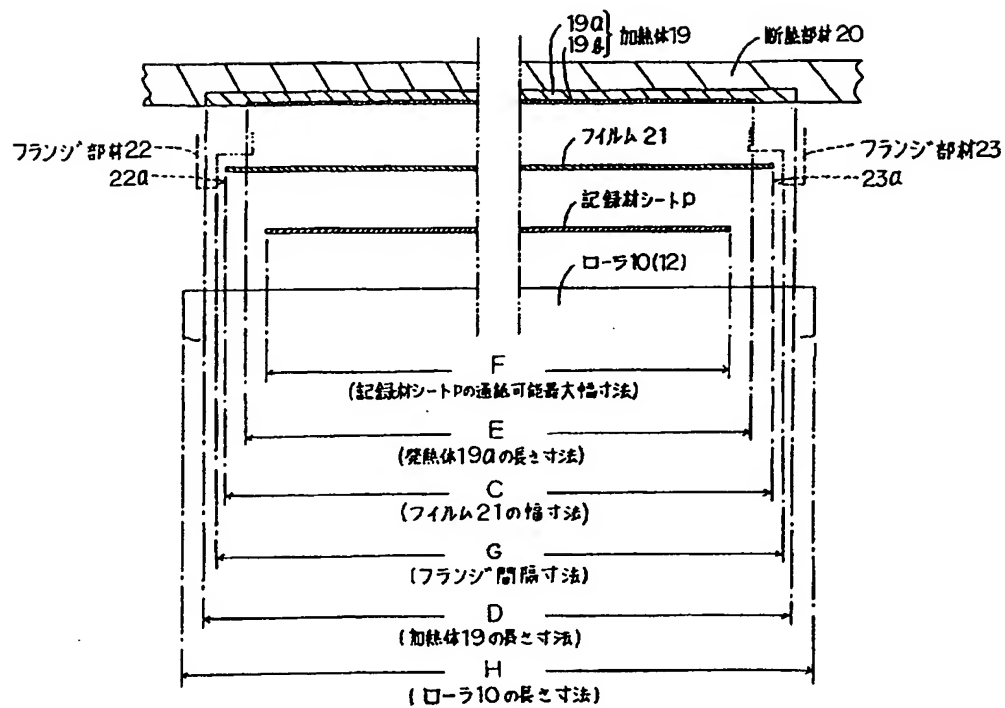 19a
19b
加熱体19
断熱部材20
フランジ部材22
22a
フイルム21
フランジ部材23
23a
記録材シートP
ローラ10(12)
F
(記録材シートPの通紙可能最大幅寸法)
E
(発熱体19aの長さ寸法)
C
(フイルム21の幅寸法)
G
(フランジ間隔寸法)
D
(加熱体19の長さ寸法)
H
(ローラ10の長さ寸法)